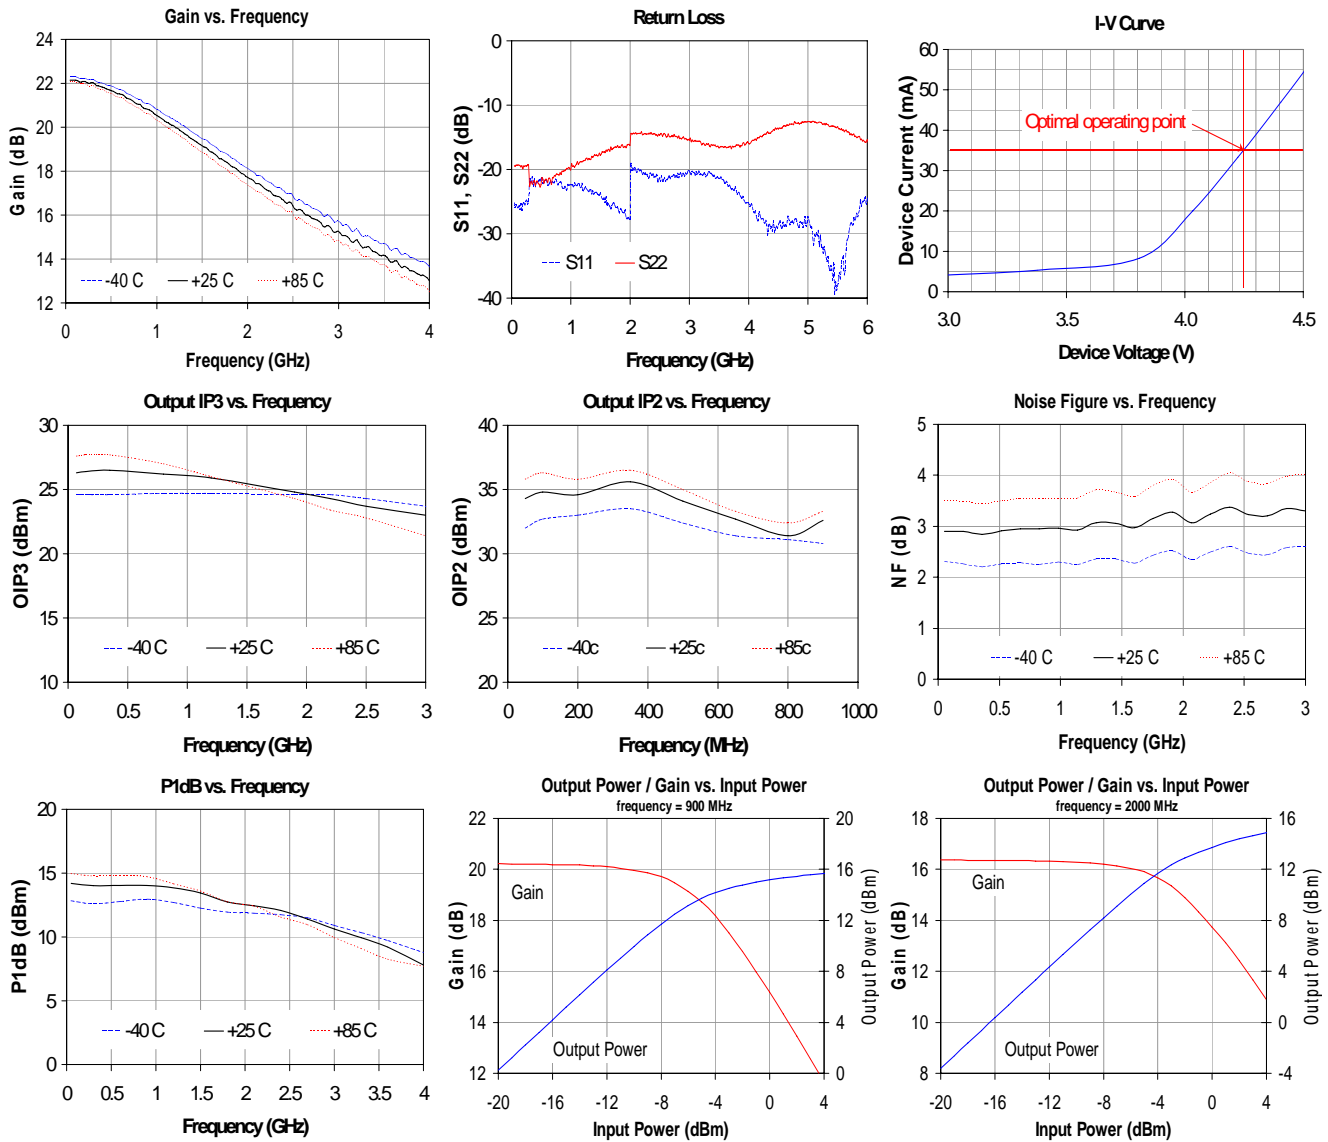 Gain vs. Frequency
24
22
20
18
16
14
12
Gain (dB)
-40 C
+25 C
+85 C
0 1 2 3 4
Frequency (GHz)
Return Loss
0
-10
-20
-30
-40
S11, S22 (dB)
S11
S22
0 1 2 3 4 5 6
Frequency (GHz)
I-V Curve
60
50
40
30
20
10
0
Device Current (mA)
Optimal operating point
3.0 3.5 4.0 4.5
Device Voltage (V)
Output IP3 vs. Frequency
30
25
20
15
10
OIP3 (dBm)
-40 C
+25 C
+85 C
0 0.5 1 1.5 2 2.5 3
Frequency (GHz)
Output IP2 vs. Frequency
40
35
30
25
20
OIP2 (dBm)
-40c
+25c
+85c
0 200 400 600 800 1000
Frequency (MHz)
Noise Figure vs. Frequency
5
4
3
2
1
0
NF (dB)
-40 C
+25 C
+85 C
0 0.5 1 1.5 2 2.5 3
Frequency (GHz)
P1dB vs. Frequency
20
15
10
5
0
P1dB (dBm)
-40 C
+25 C
+85 C
0 0.5 1 1.5 2 2.5 3 3.5 4
Frequency (GHz)
Output Power / Gain vs. Input Power
frequency = 900 MHz
22
20
18
16
14
12
Gain (dB)
Gain
Output Power
20
16
12
8
4
0
Output Power (dBm)
-20 -16 -12 -8 -4 0 4
Input Power (dBm)
Output Power / Gain vs. Input Power
frequency = 2000 MHz
18
16
14
12
10
8
Gain (dB)
Gain
Output Power
16
12
8
4
0
-4
Output Power (dBm)
-20 -16 -12 -8 -4 0 4
Input Power (dBm)